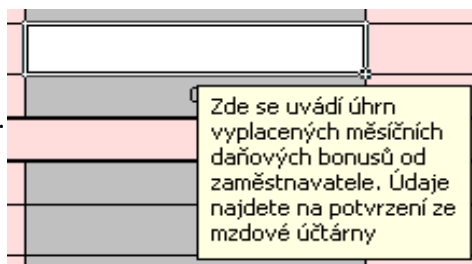 Zde se uvádí úhrn
vyplacených měsíčních
daňových bonusů od
zaměstnavatele. Údaje
najdete na potvrzení ze
mzdové účtárny